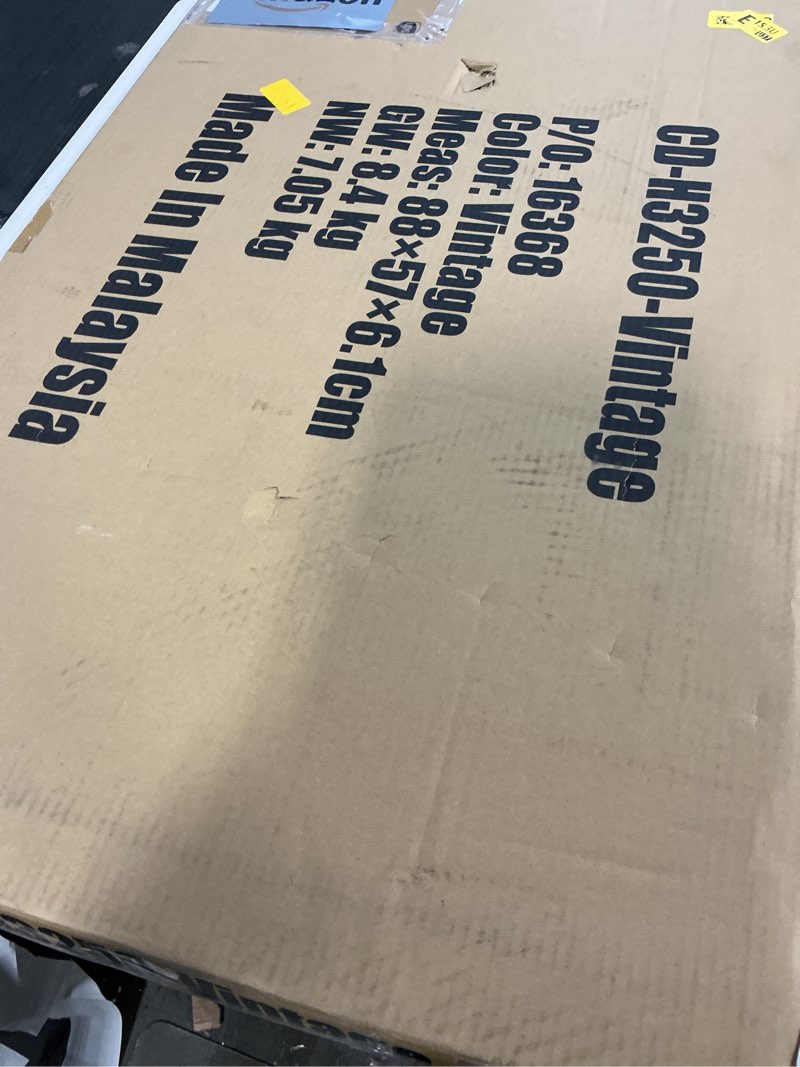 CD-H3250-Vintage
P/O: 16368
Color: Vintage
Meas: 88×57×6.1cm
GW: 8.4 kg
NW: 7.05 kg
Made In Malaysia